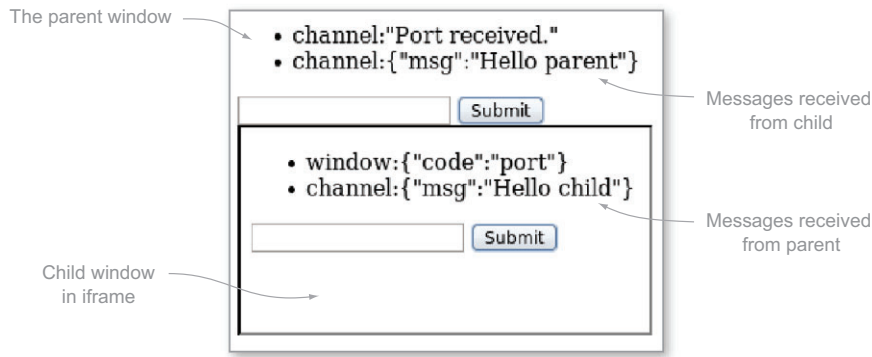 The parent window
• channel:"Port received."
• channel:{"msg":"Hello parent"}
Submit
Messages received
from child
• window:{"code":"port"}
• channel:{"msg":"Hello child"}
Submit
Messages received
from parent
Child window
in iframe